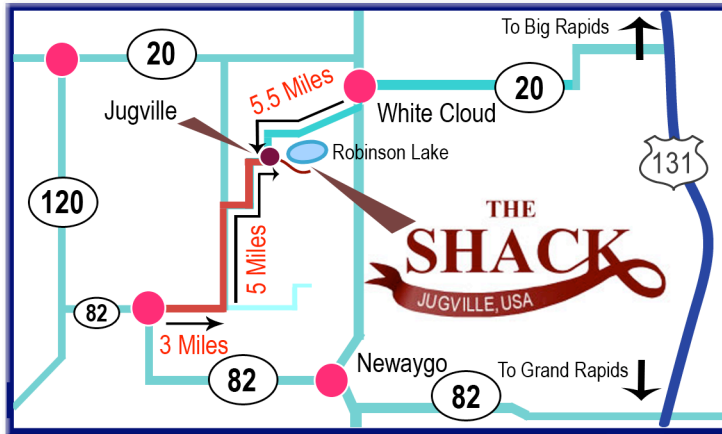 To Big Rapids
20
5.5 Miles
Jugville
White Cloud
20
Robinson Lake
131
120
THE
SHACK
JUGVILLE, USA
5 Miles
82
3 Miles
Newaygo
To Grand Rapids
82
82